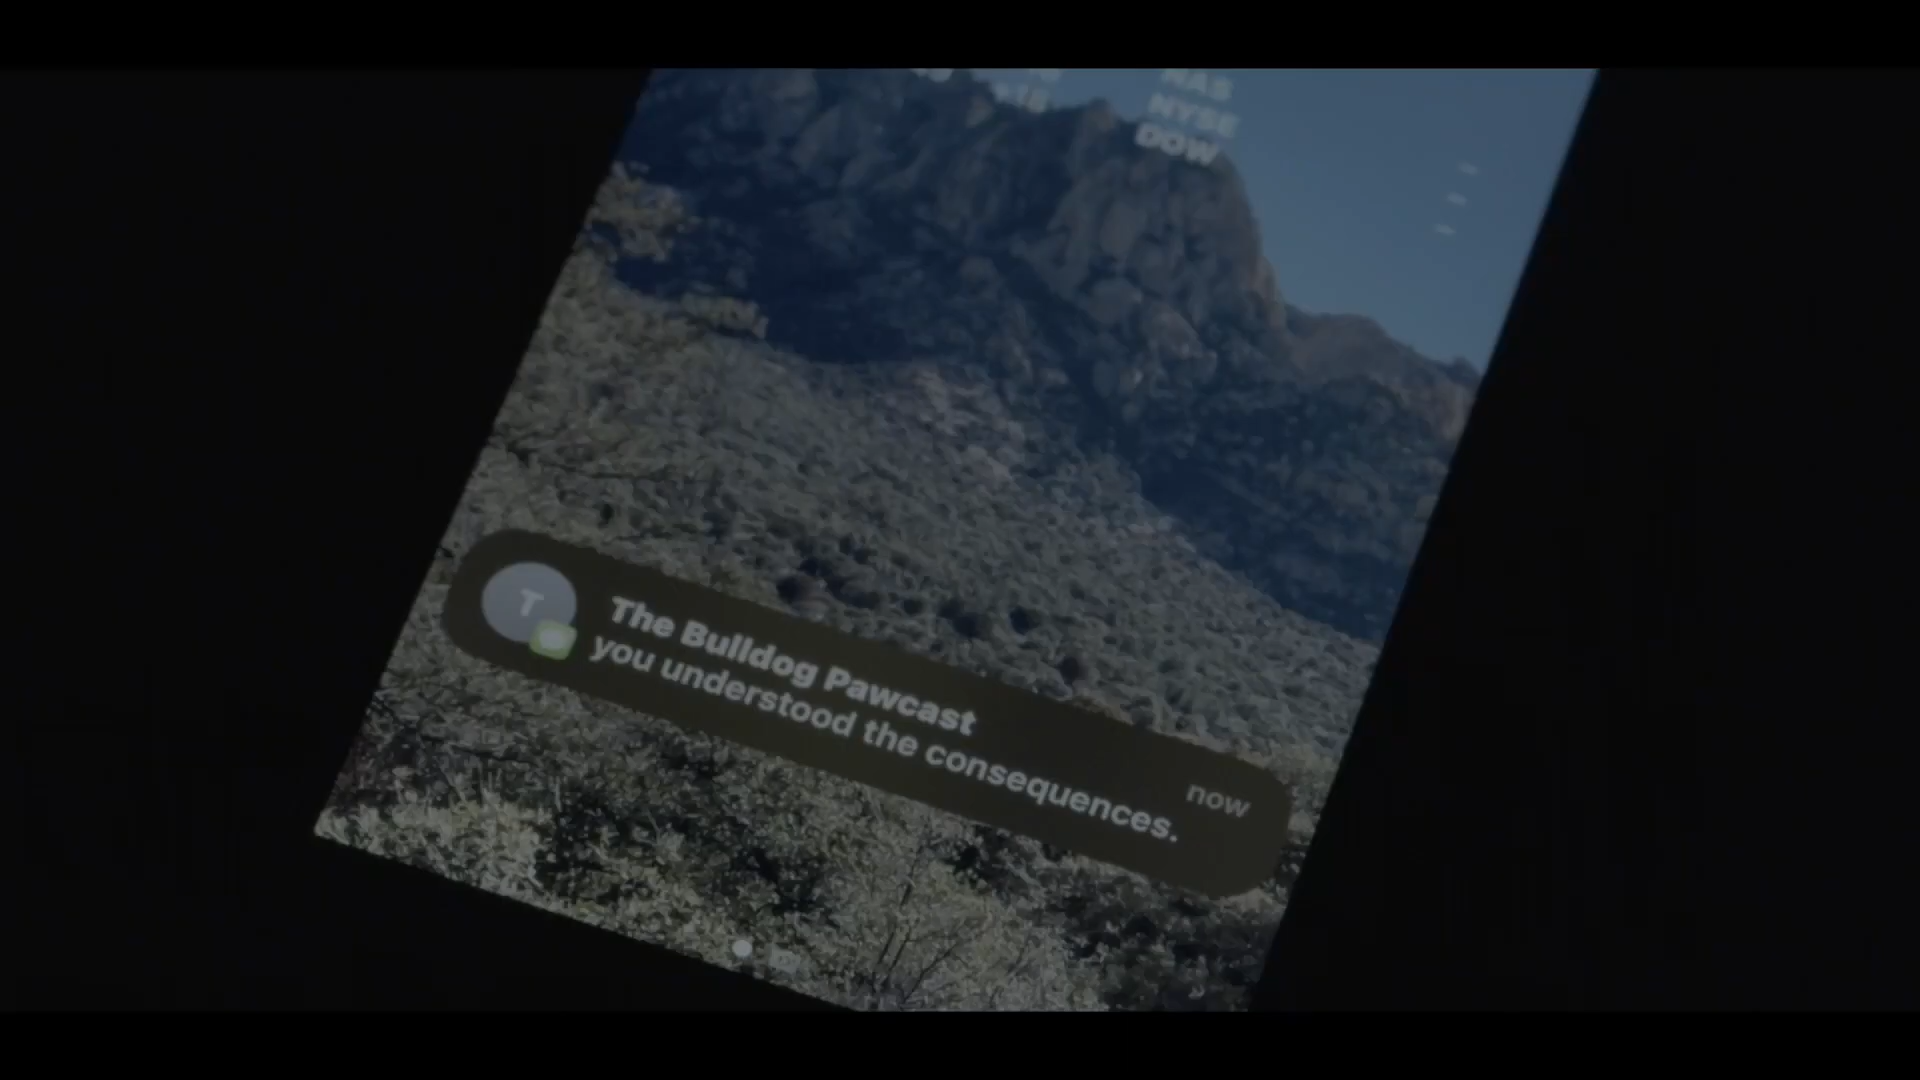 NAS
NYSE
DOW
T
The Bulldog Pawcast
you understood the consequences.
now